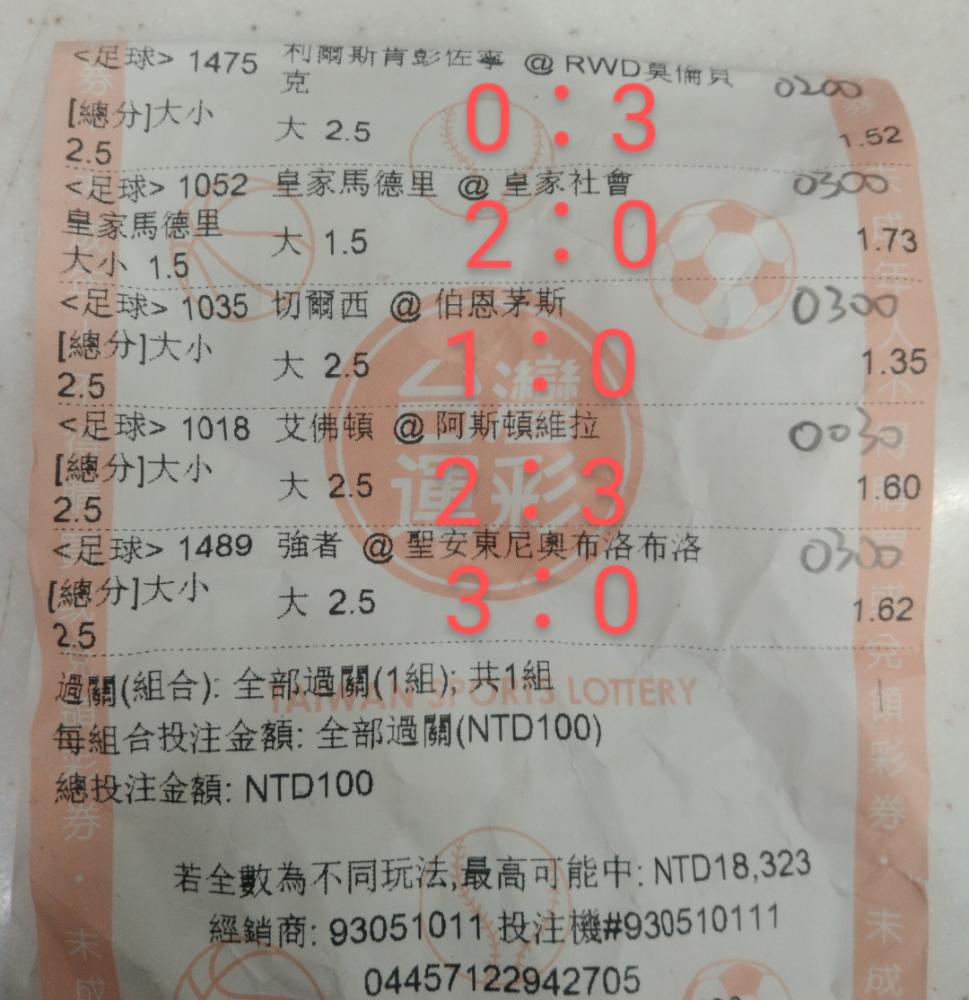 <足球> 1475 利爾斯肯彭佐寧 @ RWD莫倫貝 0200
克
[總分]大小 大 2.5 0：3 1.52
2.5
<足球> 1052 皇家馬德里 @ 皇家社會 0300
皇家馬德里 大 1.5 2：0 1.73
大小 1.5
<足球> 1035 切爾西 @ 伯恩茅斯 0300
[總分]大小 大 2.5 1：0 1.35
2.5
<足球> 1018 艾佛頓 @ 阿斯頓維拉 0030
[總分]大小 大 2.5 2：3 1.60
2.5
<足球> 1489 強者 @ 聖安東尼奧布洛布洛 0300
[總分]大小 大 2.5 3：0 1.62
2.5
台灣
運彩
過關(組合): 全部過關(1組), 共1組
TAIWAN SPORTS LOTTERY
每組合投注金額: 全部過關(NTD100)
總投注金額: NTD100
若全數為不同玩法,最高可能中: NTD18,323
經銷商: 93051011 投注機#930510111
04457122942705